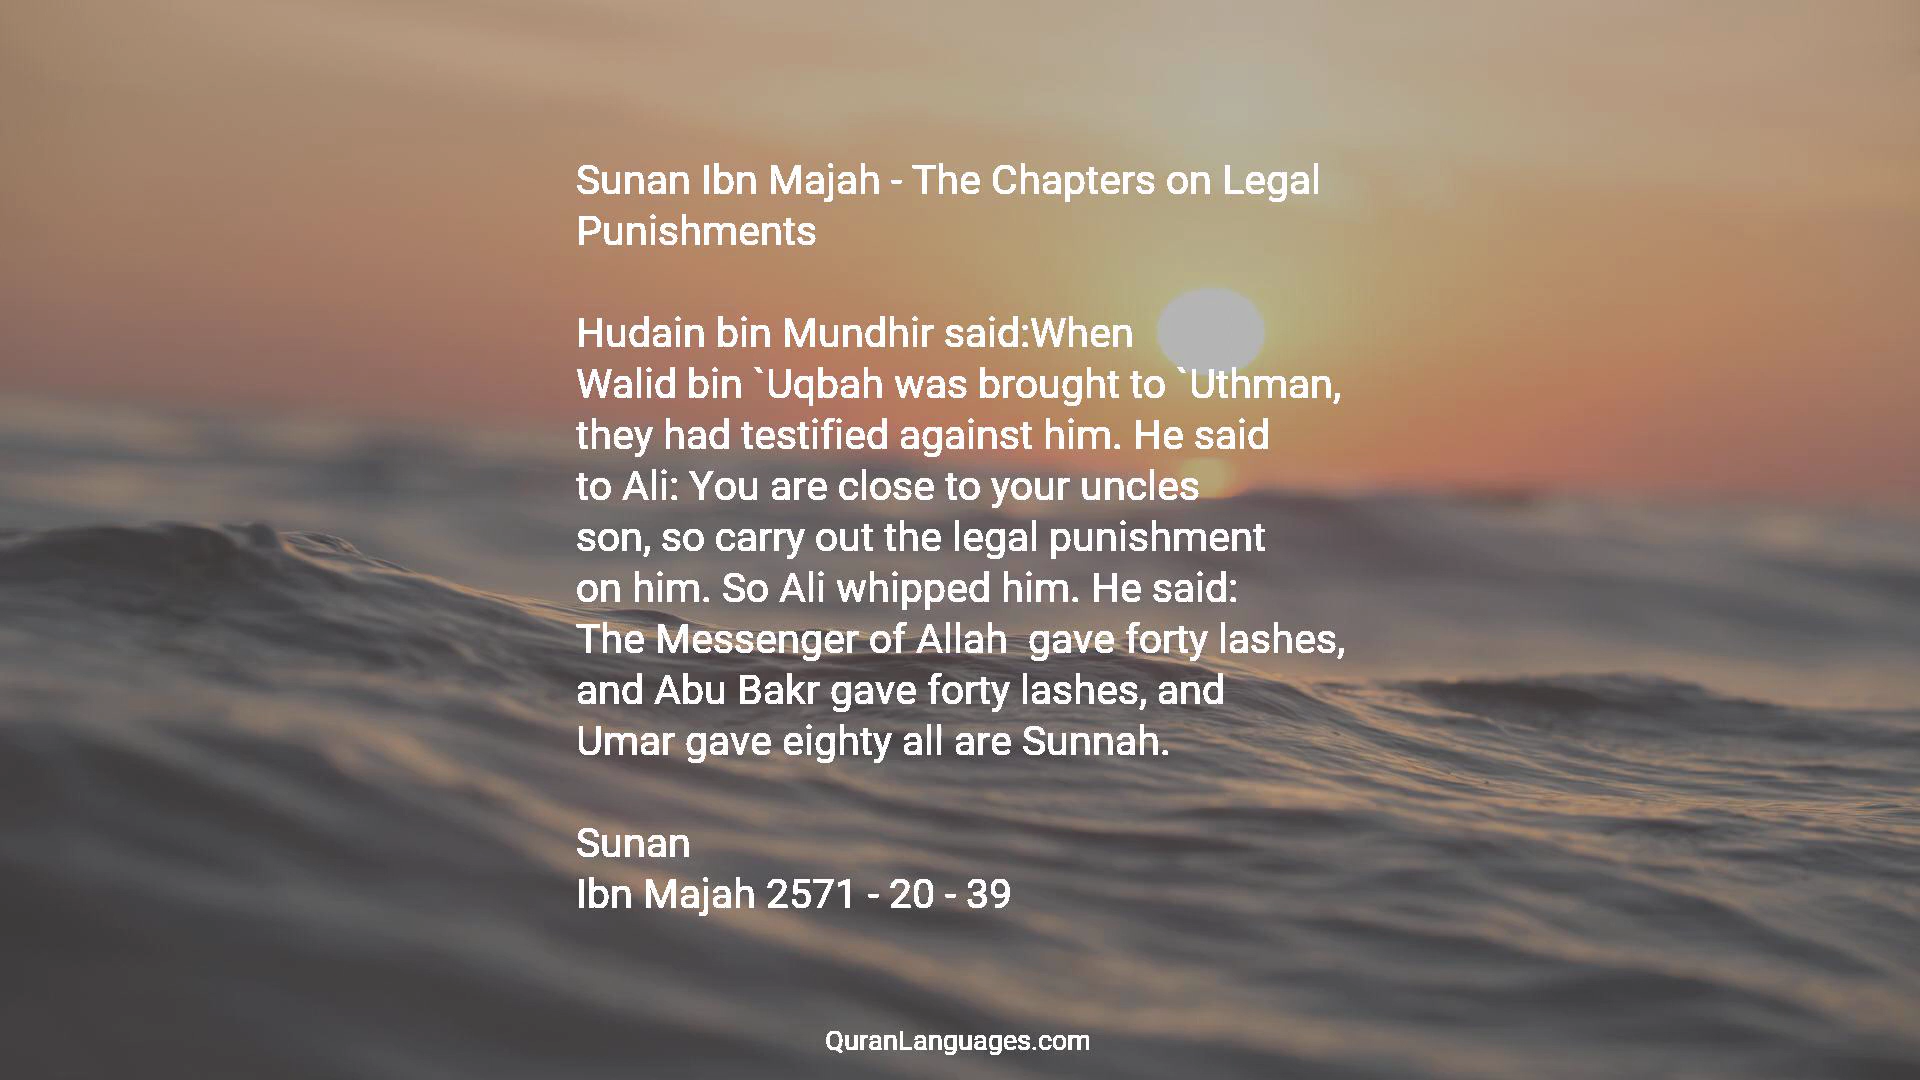 Sunan Ibn Majah - The Chapters on Legal
Punishments
Hudain bin Mundhir said:When
Walid bin `Uqbah was brought to `Uthman,
they had testified against him. He said
to Ali: You are close to your uncles
son, so carry out the legal punishment
on him. So Ali whipped him. He said:
The Messenger of Allah  gave forty lashes,
and Abu Bakr gave forty lashes, and
Umar gave eighty all are Sunnah.
Sunan
Ibn Majah 2571 - 20 - 39
QuranLanguages.com